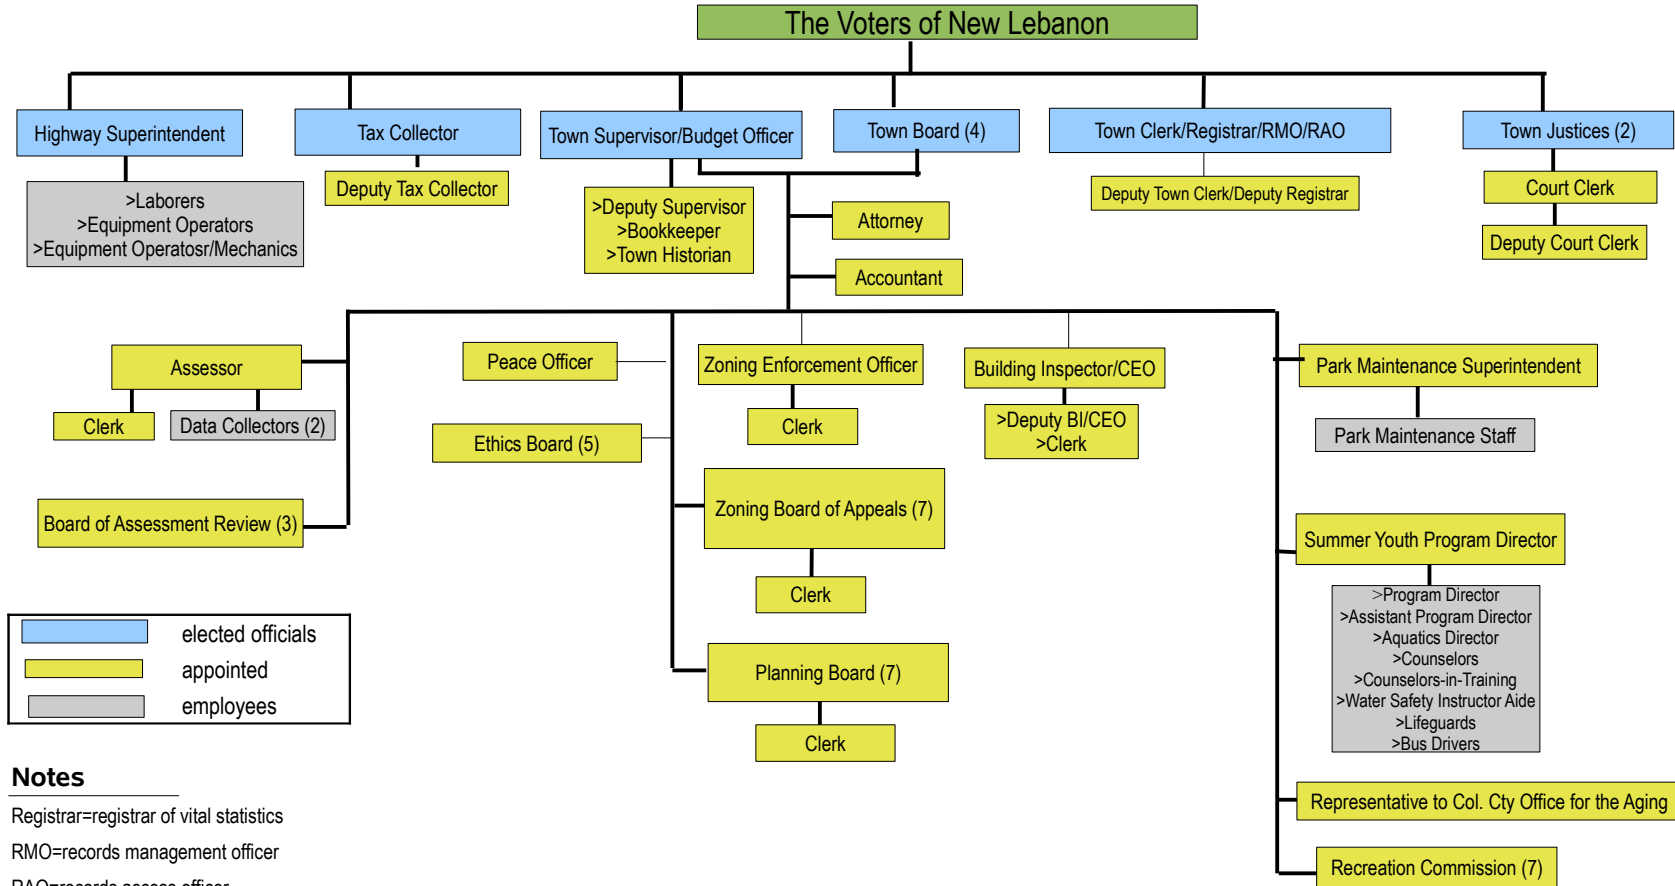 The Voters of New Lebanon
Highway Superintendent
Tax Collector
Town Supervisor/Budget Officer
Town Board (4)
Town Clerk/Registrar/RMO/RAO
Town Justices (2)
>Laborers
>Equipment Operators
>Equipment Operatosr/Mechanics
Deputy Tax Collector
>Deputy Supervisor
>Bookkeeper
>Town Historian
Attorney
Accountant
Deputy Town Clerk/Deputy Registrar
Court Clerk
Deputy Court Clerk
Assessor
Clerk
Data Collectors (2)
Board of Assessment Review (3)
Peace Officer
Ethics Board (5)
Zoning Enforcement Officer
Clerk
Building Inspector/CEO
>Deputy BI/CEO
>Clerk
Zoning Board of Appeals (7)
Clerk
Planning Board (7)
Clerk
Park Maintenance Superintendent
Park Maintenance Staff
Summer Youth Program Director
>Program Director
>Assistant Program Director
>Aquatics Director
>Counselors
>Counselors-in-Training
>Water Safety Instructor Aide
>Lifeguards
>Bus Drivers
Representative to Col. Cty Office for the Aging
Recreation Commission (7)
elected officials
appointed
employees
Notes
Registrar=registrar of vital statistics
RMO=records management officer
RAO=records access officer